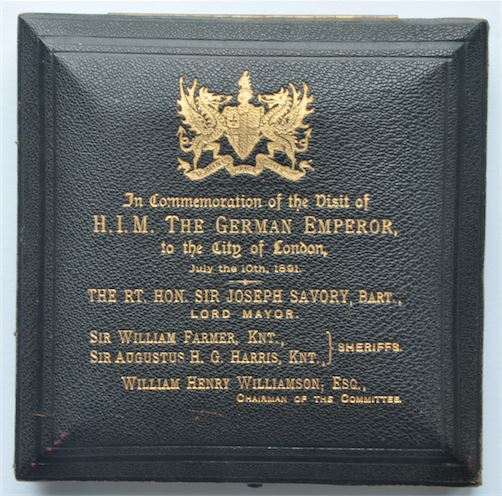 In Commemoration of the Visit of
H.I.M. THE GERMAN EMPEROR,
to the City of London,
July the 10th, 1891.
THE RT. HON. SIR JOSEPH SAVORY, BART.,
LORD MAYOR.
SIR WILLIAM FARMER, KNT.,
SIR AUGUSTUS H. G. HARRIS, KNT.,
SHERIFFS.
WILLIAM HENRY WILLIAMSON, ESQ.,
CHAIRMAN OF THE COMMITTEE.